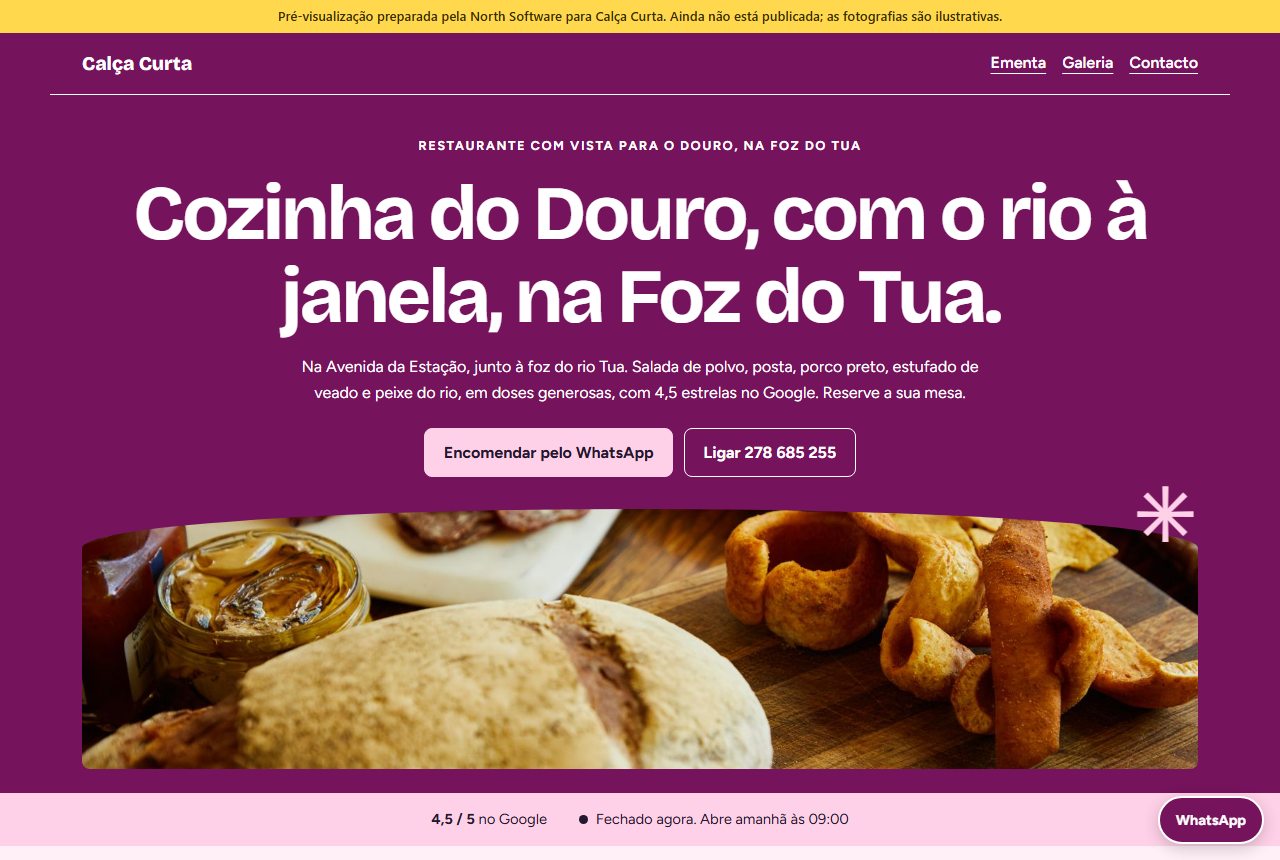 Pré-visualização preparada pela North Software para Calça Curta. Ainda não está publicada; as fotografias são ilustrativas.
Calça Curta
Ementa Galeria Contacto
RESTAURANTE COM VISTA PARA O DOURO, NA FOZ DO TUA
Cozinha do Douro, com o rio à
janela, na Foz do Tua.
Na Avenida da Estação, junto à foz do rio Tua. Salada de polvo, posta, porco preto, estufado de
veado e peixe do rio, em doses generosas, com 4,5 estrelas no Google. Reserve a sua mesa.
Encomendar pelo WhatsApp
Ligar 278 685 255
4,5 / 5 no Google
Fechado agora. Abre amanhã às 09:00
WhatsApp